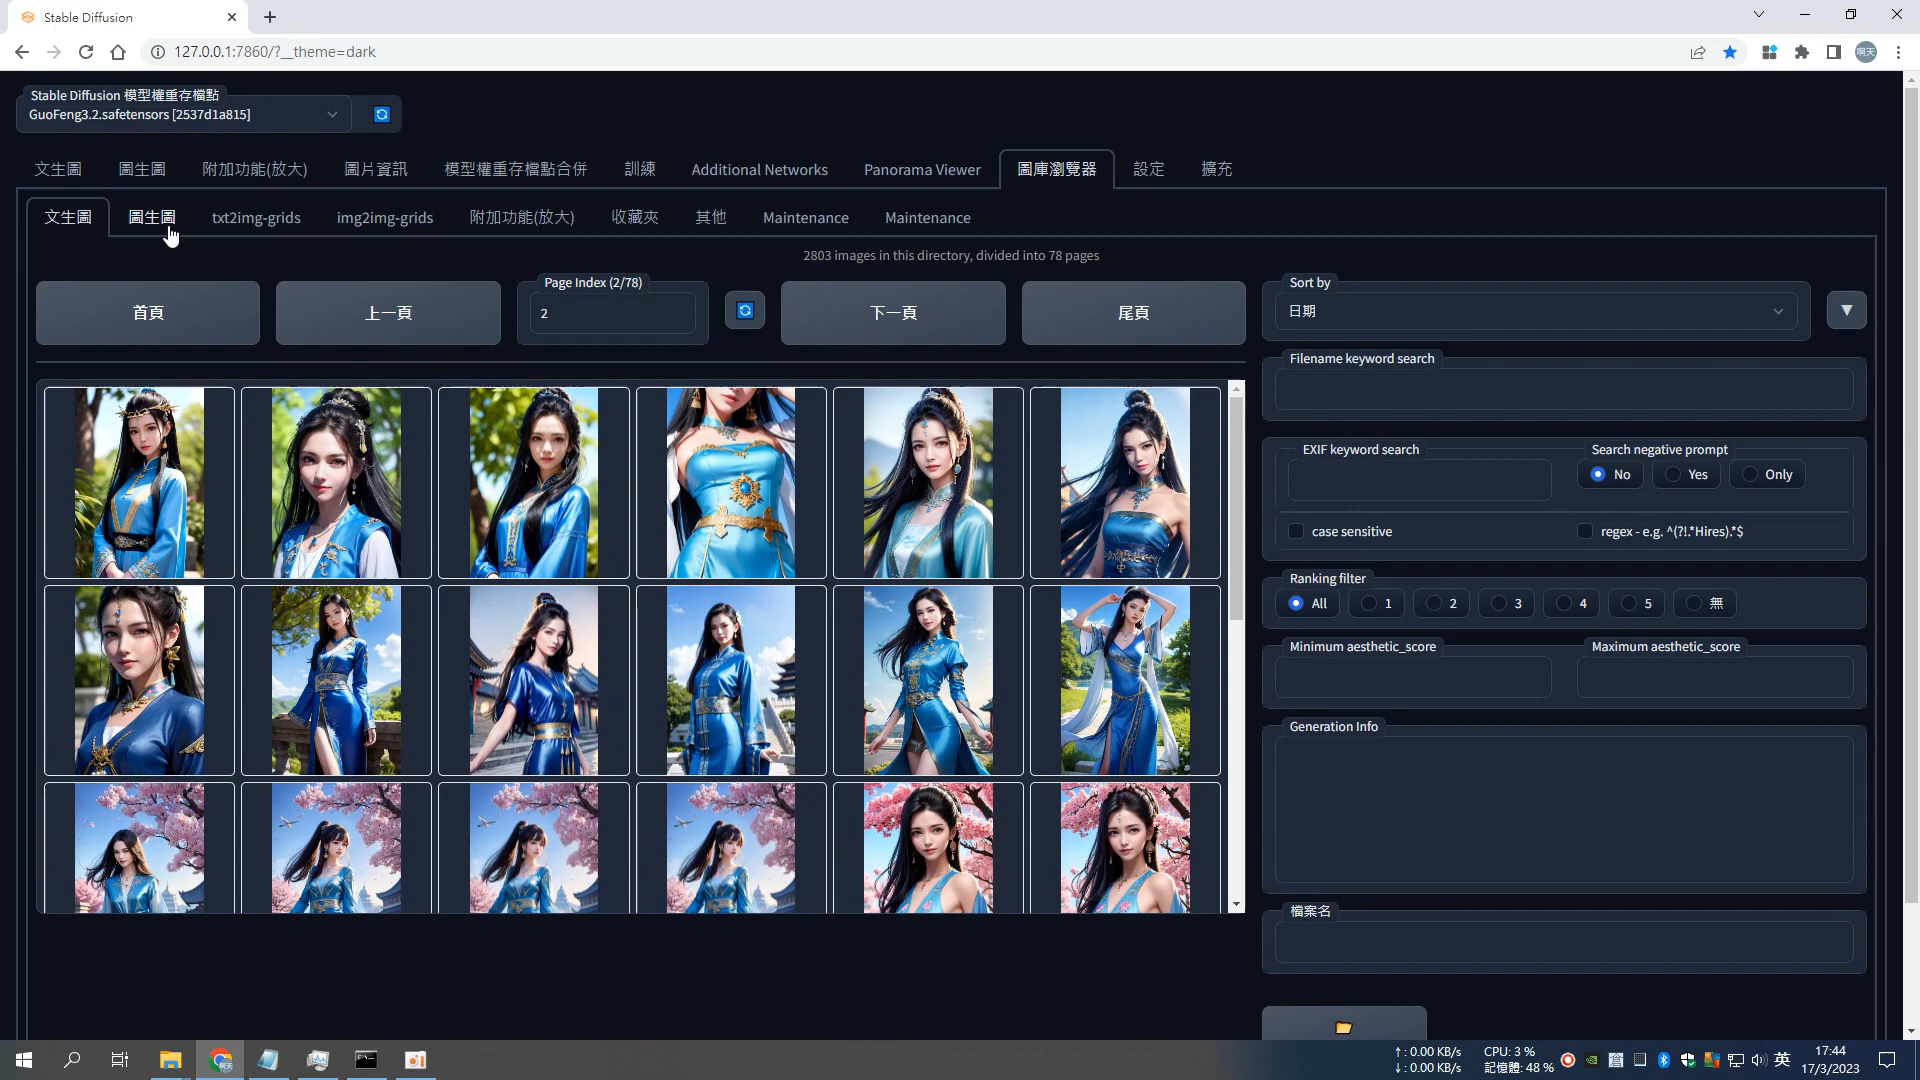 Stable Diffusion
127.0.0.1:7860/?__theme=dark
啊天
Stable Diffusion 模型權重存檔點
GuoFeng3.2.safetensors [2537d1a815]
文生圖 圖生圖 附加功能(放大) 圖片資訊 模型權重存檔點合併 訓練 Additional Networks Panorama Viewer 圖庫瀏覽器 設定 擴充
文生圖 圖生圖 txt2img-grids img2img-grids 附加功能(放大) 收藏夾 其他 Maintenance Maintenance
2803 images in this directory, divided into 78 pages
首頁 上一頁 Page Index (2/78) 2 下一頁 尾頁
Sort by
日期 ▼
Filename keyword search
EXIF keyword search Search negative prompt
No Yes Only
case sensitive regex - e.g. ^(?!.*Hires).*$
Ranking filter
All 1 2 3 4 5 無
Minimum aesthetic_score Maximum aesthetic_score
Generation Info
檔案名
↑: 0.00 KB/s CPU: 3 %
↓: 0.00 KB/s 記憶體: 48 %
英
17:44
17/3/2023